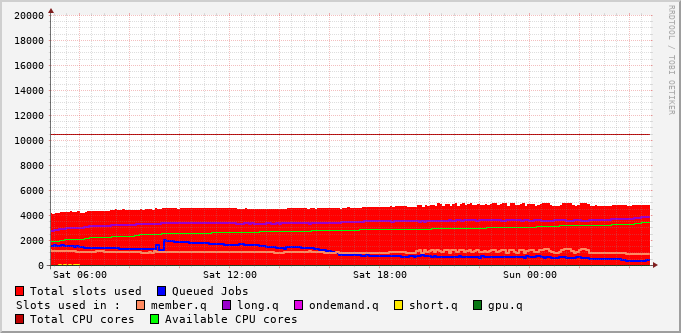 RRDTOOL / TOBI OETIKER
20000
18000
16000
14000
12000
10000
8000
6000
4000
2000
0
Sat 06:00 Sat 12:00 Sat 18:00 Sun 00:00
Total slots used Queued Jobs
Slots used in : member.q long.q ondemand.q short.q gpu.q
Total CPU cores Available CPU cores